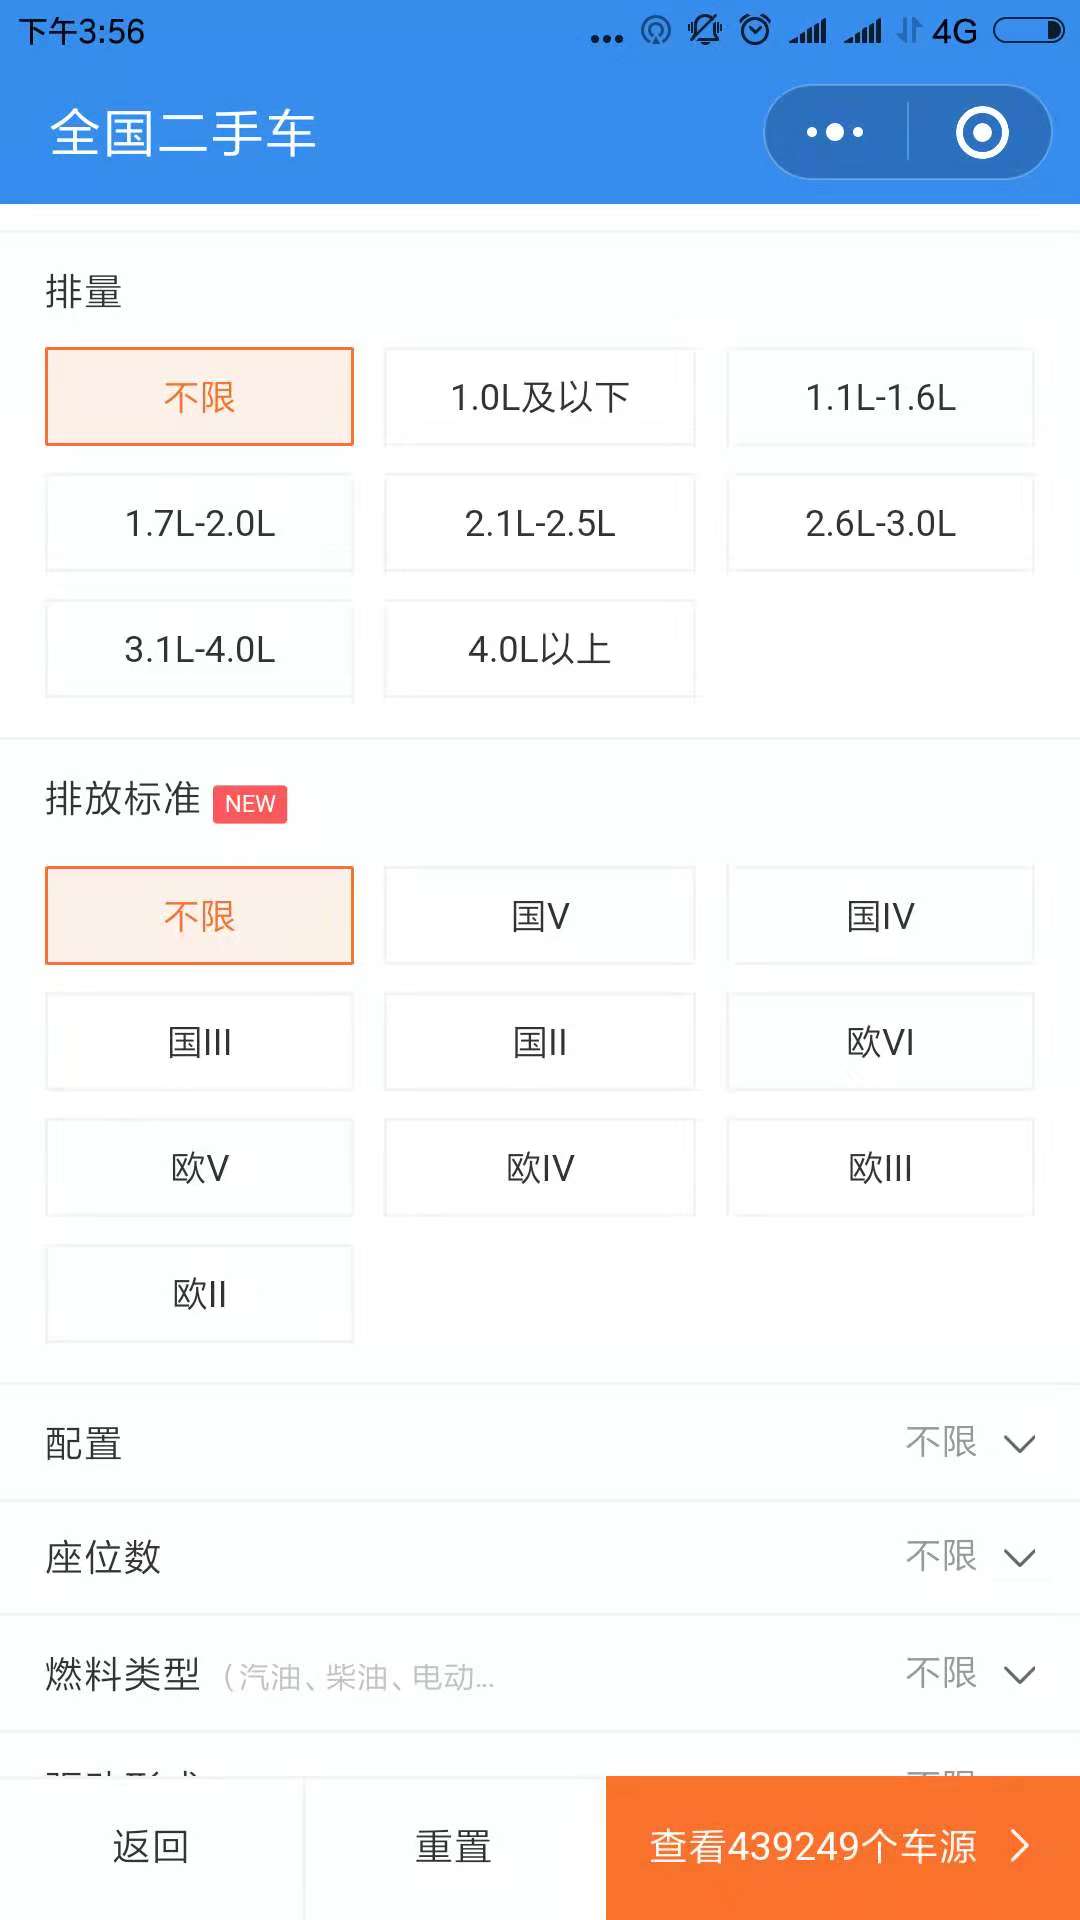 下午3:56
4G
全国二手车
排量
不限
1.0L及以下
1.1L-1.6L
1.7L-2.0L
2.1L-2.5L
2.6L-3.0L
3.1L-4.0L
4.0L以上
排放标准 NEW
不限
国V
国IV
国III
国II
欧VI
欧V
欧IV
欧III
欧II
配置 不限
座位数 不限
燃料类型（汽油、柴油、电动... 不限
返回
重置
查看439249个车源